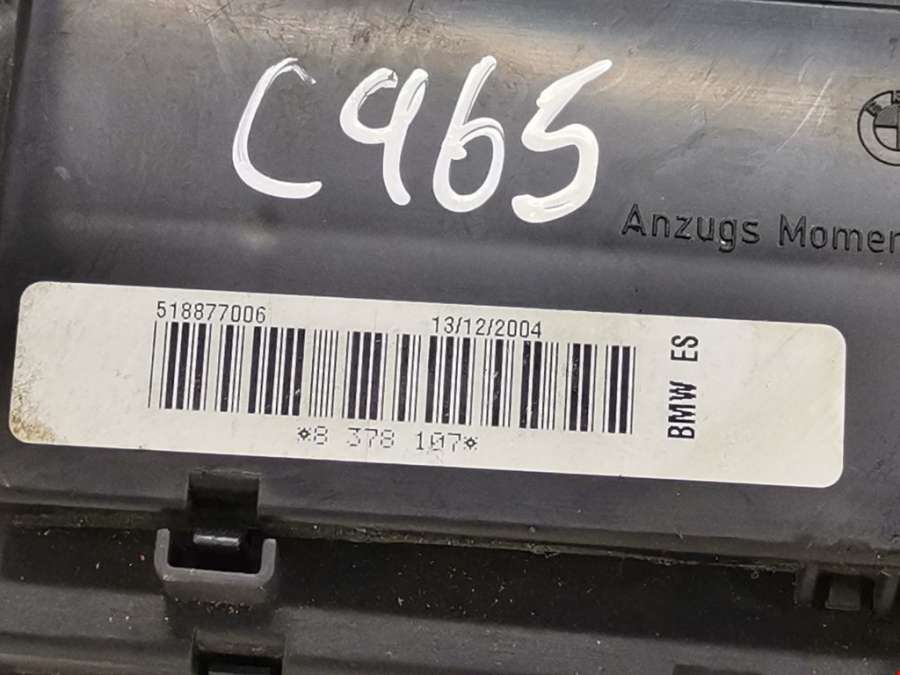 C465
Anzugs Momen
518877006
13/12/2004
*8 378 107*
BMW ES